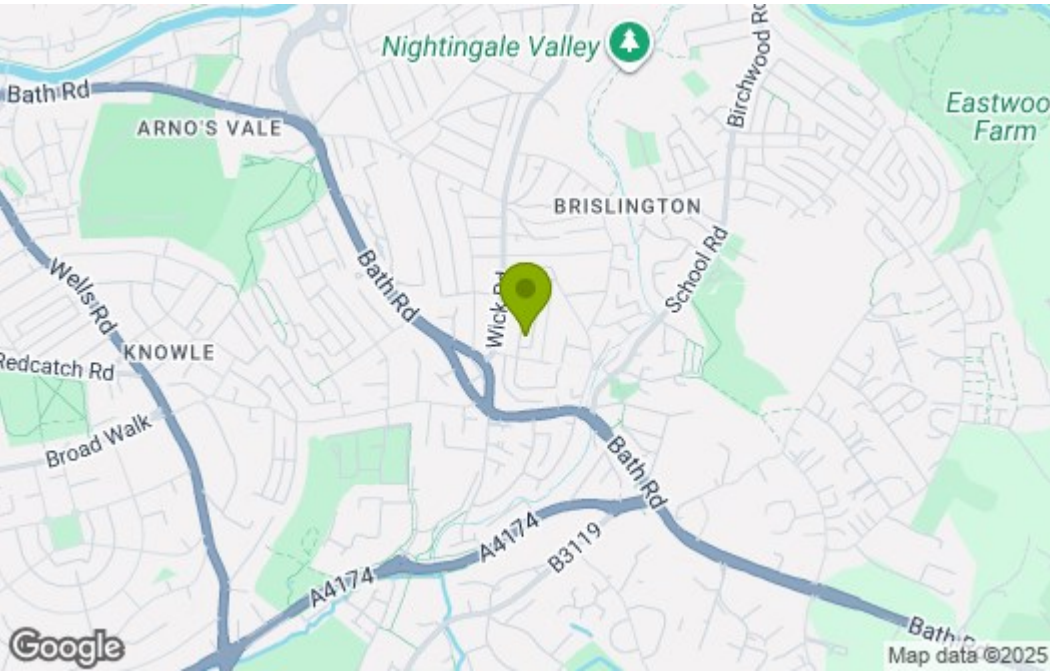 Nightingale Valley
Birchwood Rd
Bath Rd
ARNO'S VALE
Eastwoo
Farm
BRISLINGTON
Bath Rd
Wick Rd
School Rd
Wells Rd
KNOWLE
Redcatch Rd
Broad Walk
Bath Rd
A4174
B3119
A4174
Bath
Google
Map data ©2025